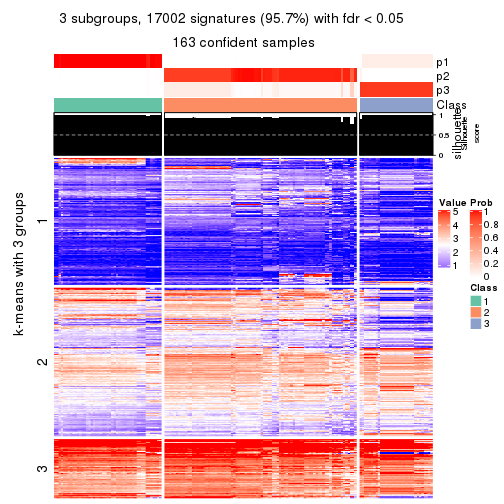 3 subgroups, 17002 signatures (95.7%) with fdr < 0.05
163 confident samples
p1
p2
p3
Class
silhouette
1
0.5
0
Silhouette
score
k-means with 3 groups
1
2
3
Value
5
4
3
2
1
Prob
1
0.8
0.6
0.4
0.2
0
Class
1
2
3